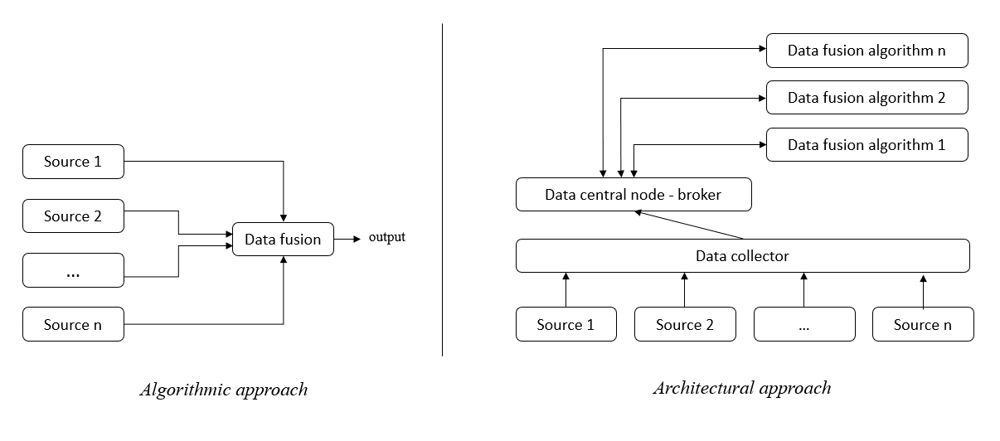 Source 1
Source 2
...
Source n
Data fusion
output
Algorithmic approach
Data fusion algorithm n
Data fusion algorithm 2
Data fusion algorithm 1
Data central node - broker
Data collector
Source 1
Source 2
...
Source n
Architectural approach